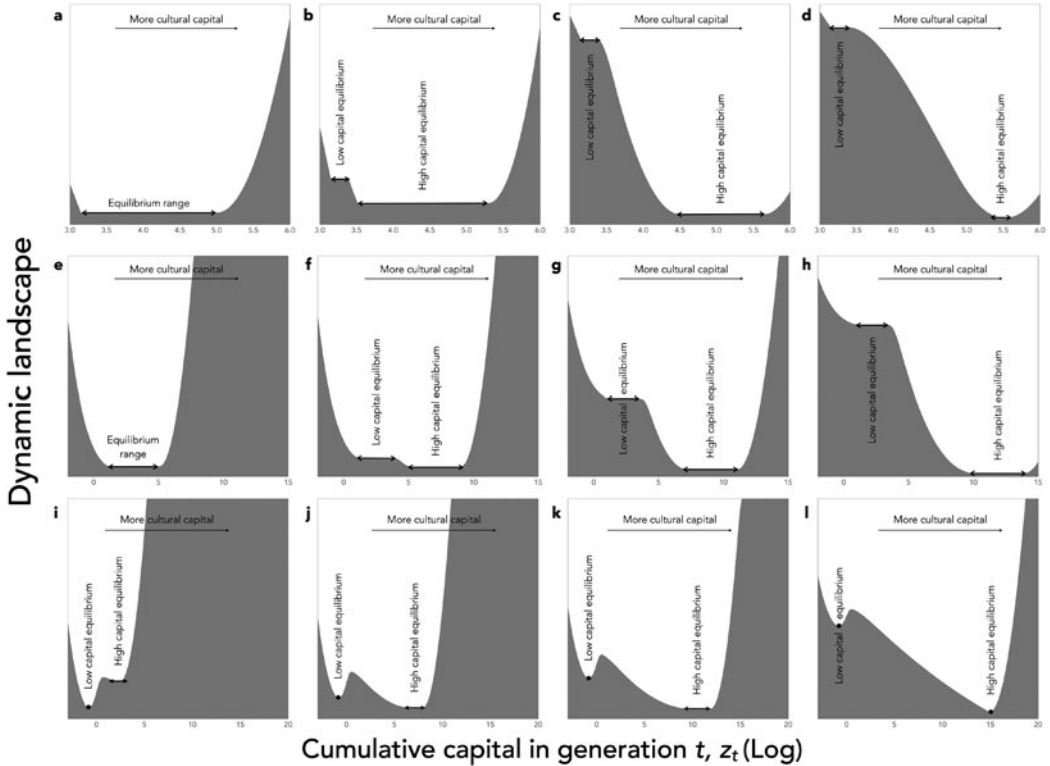 Dynamic landscape
a
More cultural capital
Equilibrium range
3.0 3.5 4.0 4.5 5.0 5.5 6.0
b
More cultural capital
Low capital equilibrium
High capital equilibrium
3.0 3.5 4.0 4.5 5.0 5.5 6.0
c
More cultural capital
Low capital equilibrium
High capital equilibrium
3.0 3.5 4.0 4.5 5.0 5.5 6.0
d
More cultural capital
Low capital equilibrium
High capital equilibrium
3.0 3.5 4.0 4.5 5.0 5.5 6.0
e
More cultural capital
Equilibrium
range
0 5 10 15
f
More cultural capital
Low capital equilibrium
High capital equilibrium
0 5 10 15
g
More cultural capital
Low capital equilibrium
High capital equilibrium
0 5 10 15
h
More cultural capital
Low capital equilibrium
High capital equilibrium
0 5 10 15
i
More cultural capital
Low capital equilibrium
High capital equilibrium
0 5 10 15 20
j
More cultural capital
Low capital equilibrium
High capital equilibrium
0 5 10 15 20
k
More cultural capital
Low capital equilibrium
High capital equilibrium
0 5 10 15 20
l
More cultural capital
Low capital equilibrium
High capital equilibrium
0 5 10 15 20
Cumulative capital in generation t, zₜ (Log)